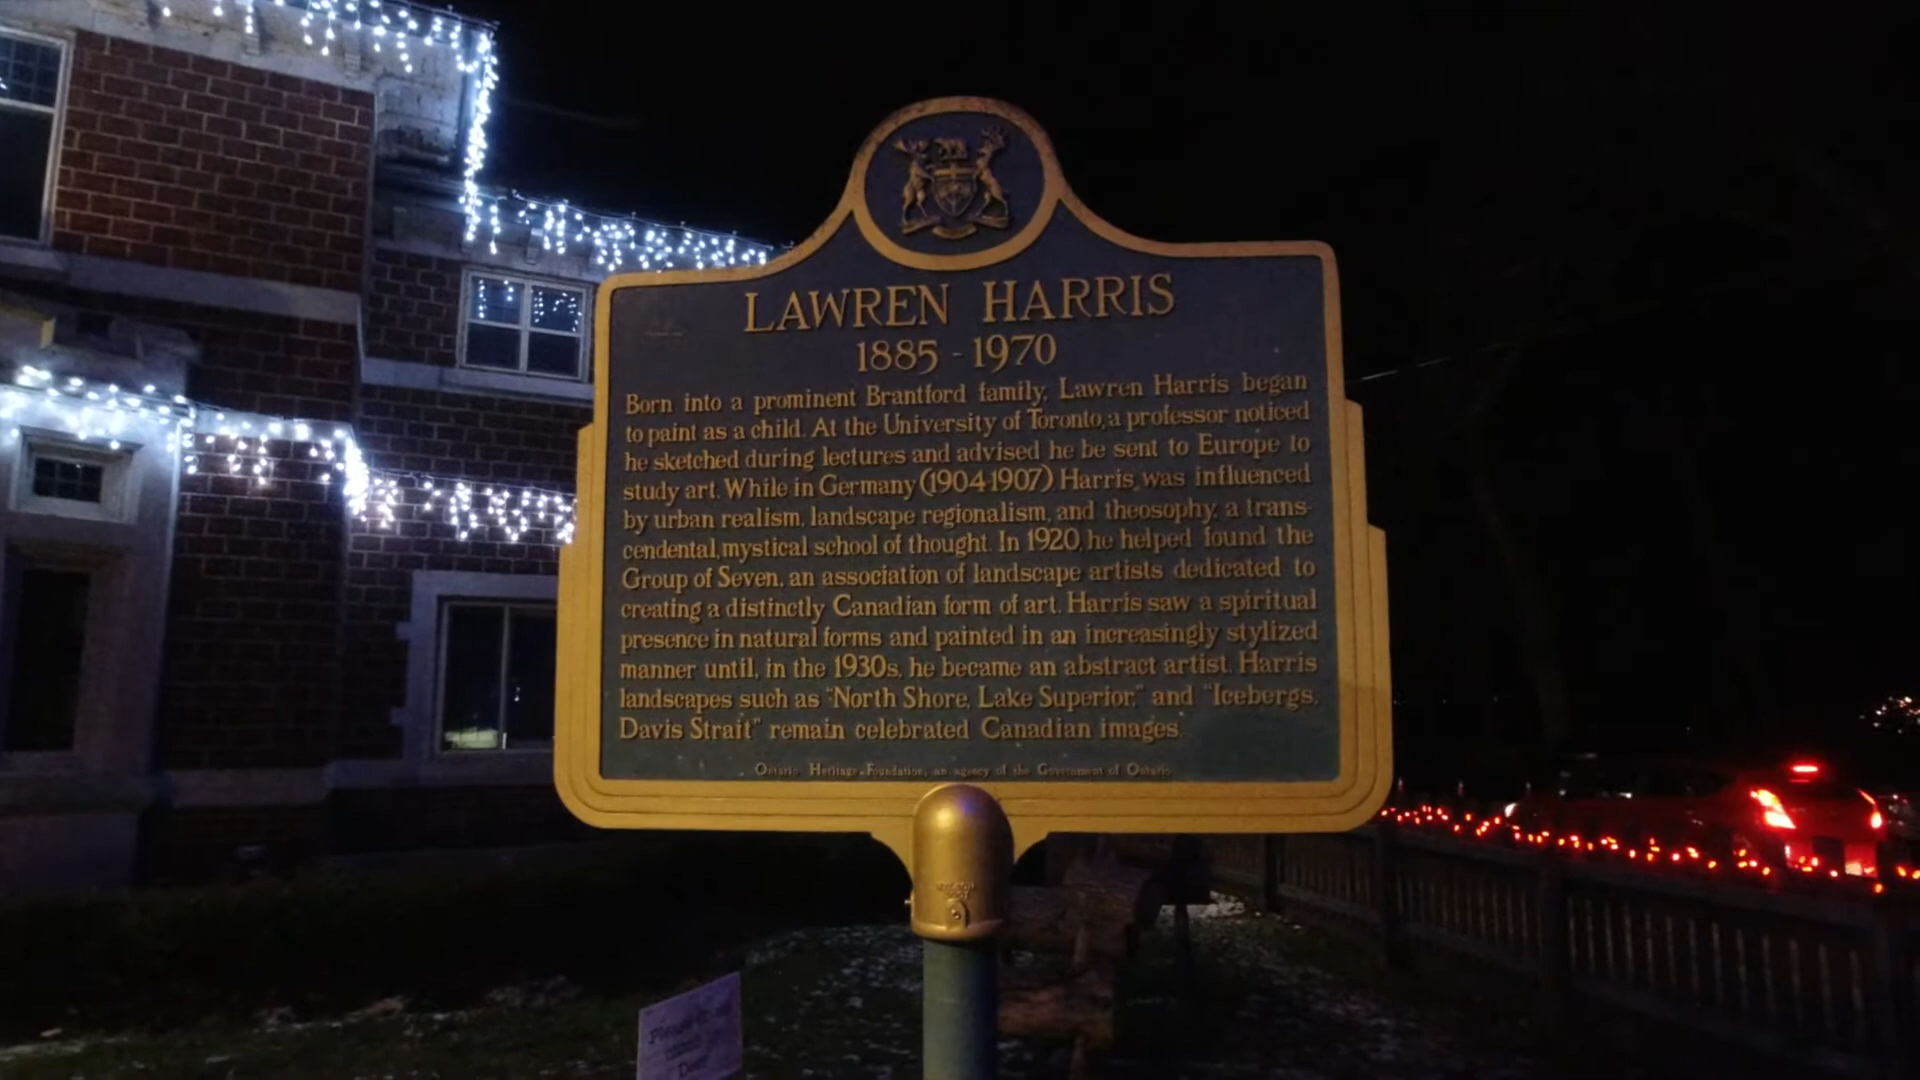 LAWREN HARRIS
1885 - 1970
Born into a prominent Brantford family, Lawren Harris began
to paint as a child. At the University of Toronto, a professor noticed
he sketched during lectures and advised he be sent to Europe to
study art. While in Germany (1904-1907) Harris was influenced
by urban realism, landscape regionalism, and theosophy, a trans-
cendental, mystical school of thought. In 1920, he helped found the
Group of Seven, an association of landscape artists dedicated to
creating a distinctly Canadian form of art. Harris saw a spiritual
presence in natural forms and painted in an increasingly stylized
manner until, in the 1930s, he became an abstract artist. Harris
landscapes such as "North Shore, Lake Superior," and "Icebergs,
Davis Strait" remain celebrated Canadian images.
Ontario Heritage Foundation, an agency of the Government of Ontario